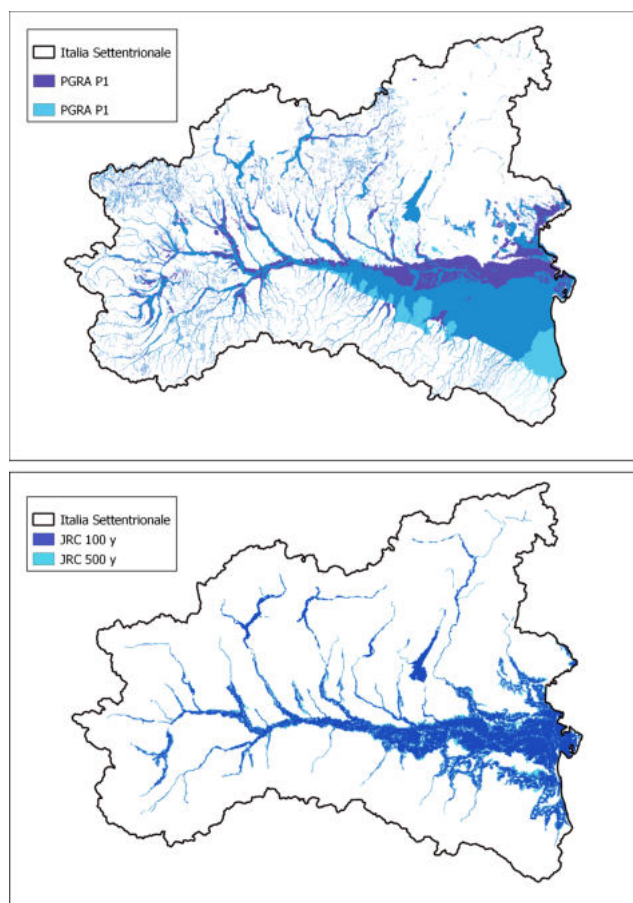 Italia Settentrionale
PGRA P1
PGRA P1
Italia Settentrionale
JRC 100 y
JRC 500 y